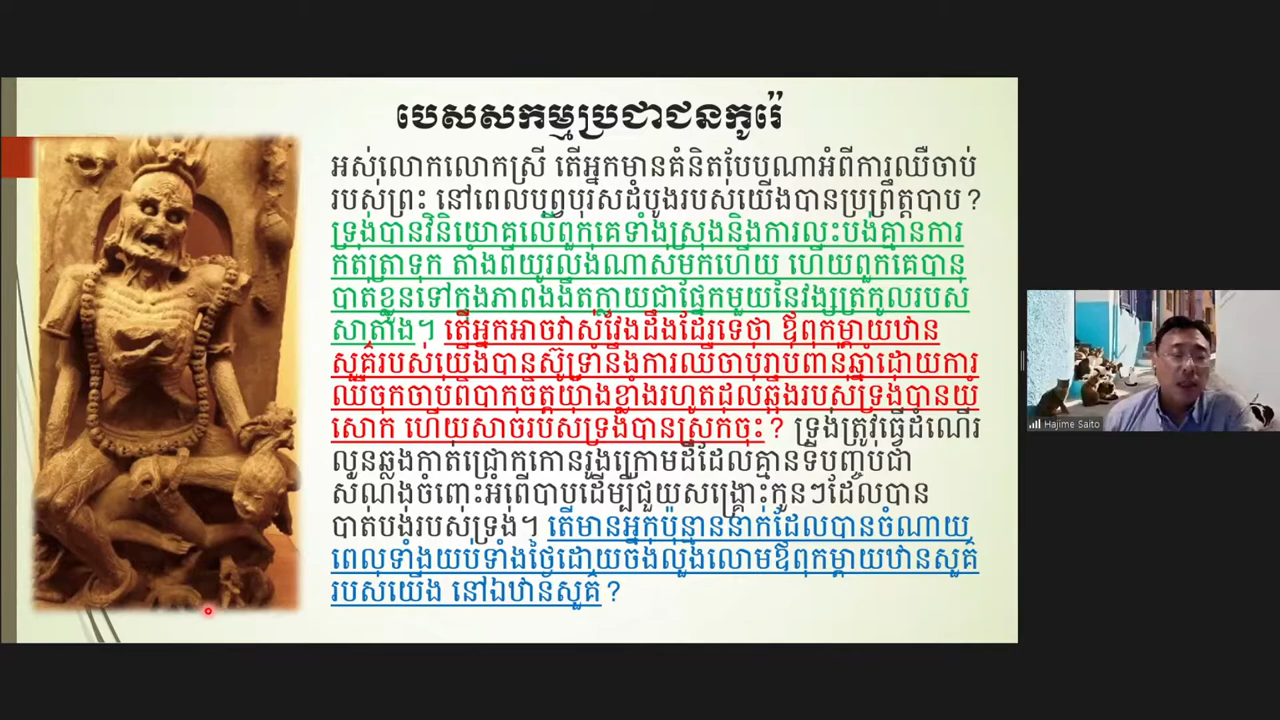 បេសសកម្មប្រជាជនកូរ៉េ
អស់លោកលោកស្រី តើអ្នកមានគំនិតបែបណាអំពីការឈឺចាប់
របស់ព្រះ នៅពេលបុព្វបុរសដំបូងរបស់យើងបានប្រព្រឹត្តបាប?
ទ្រង់បានវិនិយោគលើពួកគេទាំងស្រុងនិងការលះបង់គ្មានការ
កត់ត្រាទុក តាំងពីយូរលង់ណាស់មកហើយ ហើយពួកគេបាន
បាត់ខ្លួនទៅក្នុងភាពងងឹតក្លាយជាផ្នែកមួយនៃវង្សត្រកូលរបស់
សាតាំង។ តើអ្នកអាចវាស់វែងដឹងដែរទេថា ឪពុកម្តាយឋាន
សួគ៌របស់យើងបានស៊ូទ្រាំនឹងការឈឺចាប់រាប់ពាន់ឆ្នាំដោយការ
ឈឺចុកចាប់ពិបាកចិត្តយ៉ាងខ្លាំងរហូតដល់ឆ្អឹងរបស់ទ្រង់បានយំ
សោក ហើយសាច់របស់ទ្រង់បានស្រកចុះ? ទ្រង់ត្រូវធ្វើដំណើរ
លូនឆ្លងកាត់ជ្រោកកោនរូងក្រោមដីដែលគ្មានទីបញ្ចប់ជា
សំណងចំពោះអំពើបាបដើម្បីជួយសង្គ្រោះកូនៗដែលបាន
បាត់បង់របស់ទ្រង់។ តើមានអ្នកប៉ុន្មាននាក់ដែលបានចំណាយ
ពេលទាំងយប់ទាំងថ្ងៃដោយចង់លួងលោមឪពុកម្តាយឋានសួគ៌
របស់យើង នៅឯឋានសួគ៌?
Hajime Saito